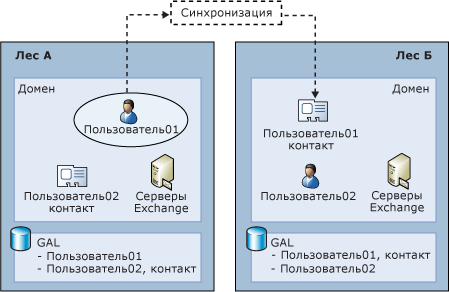 Синхронизация
Лес А
Домен
Пользователь01
Пользователь02
контакт
Серверы
Exchange
GAL
- Пользователь01
- Пользователь02, контакт
Лес Б
Домен
Пользователь01
контакт
Пользователь02
Серверы
Exchange
GAL
- Пользователь01, контакт
- Пользователь02